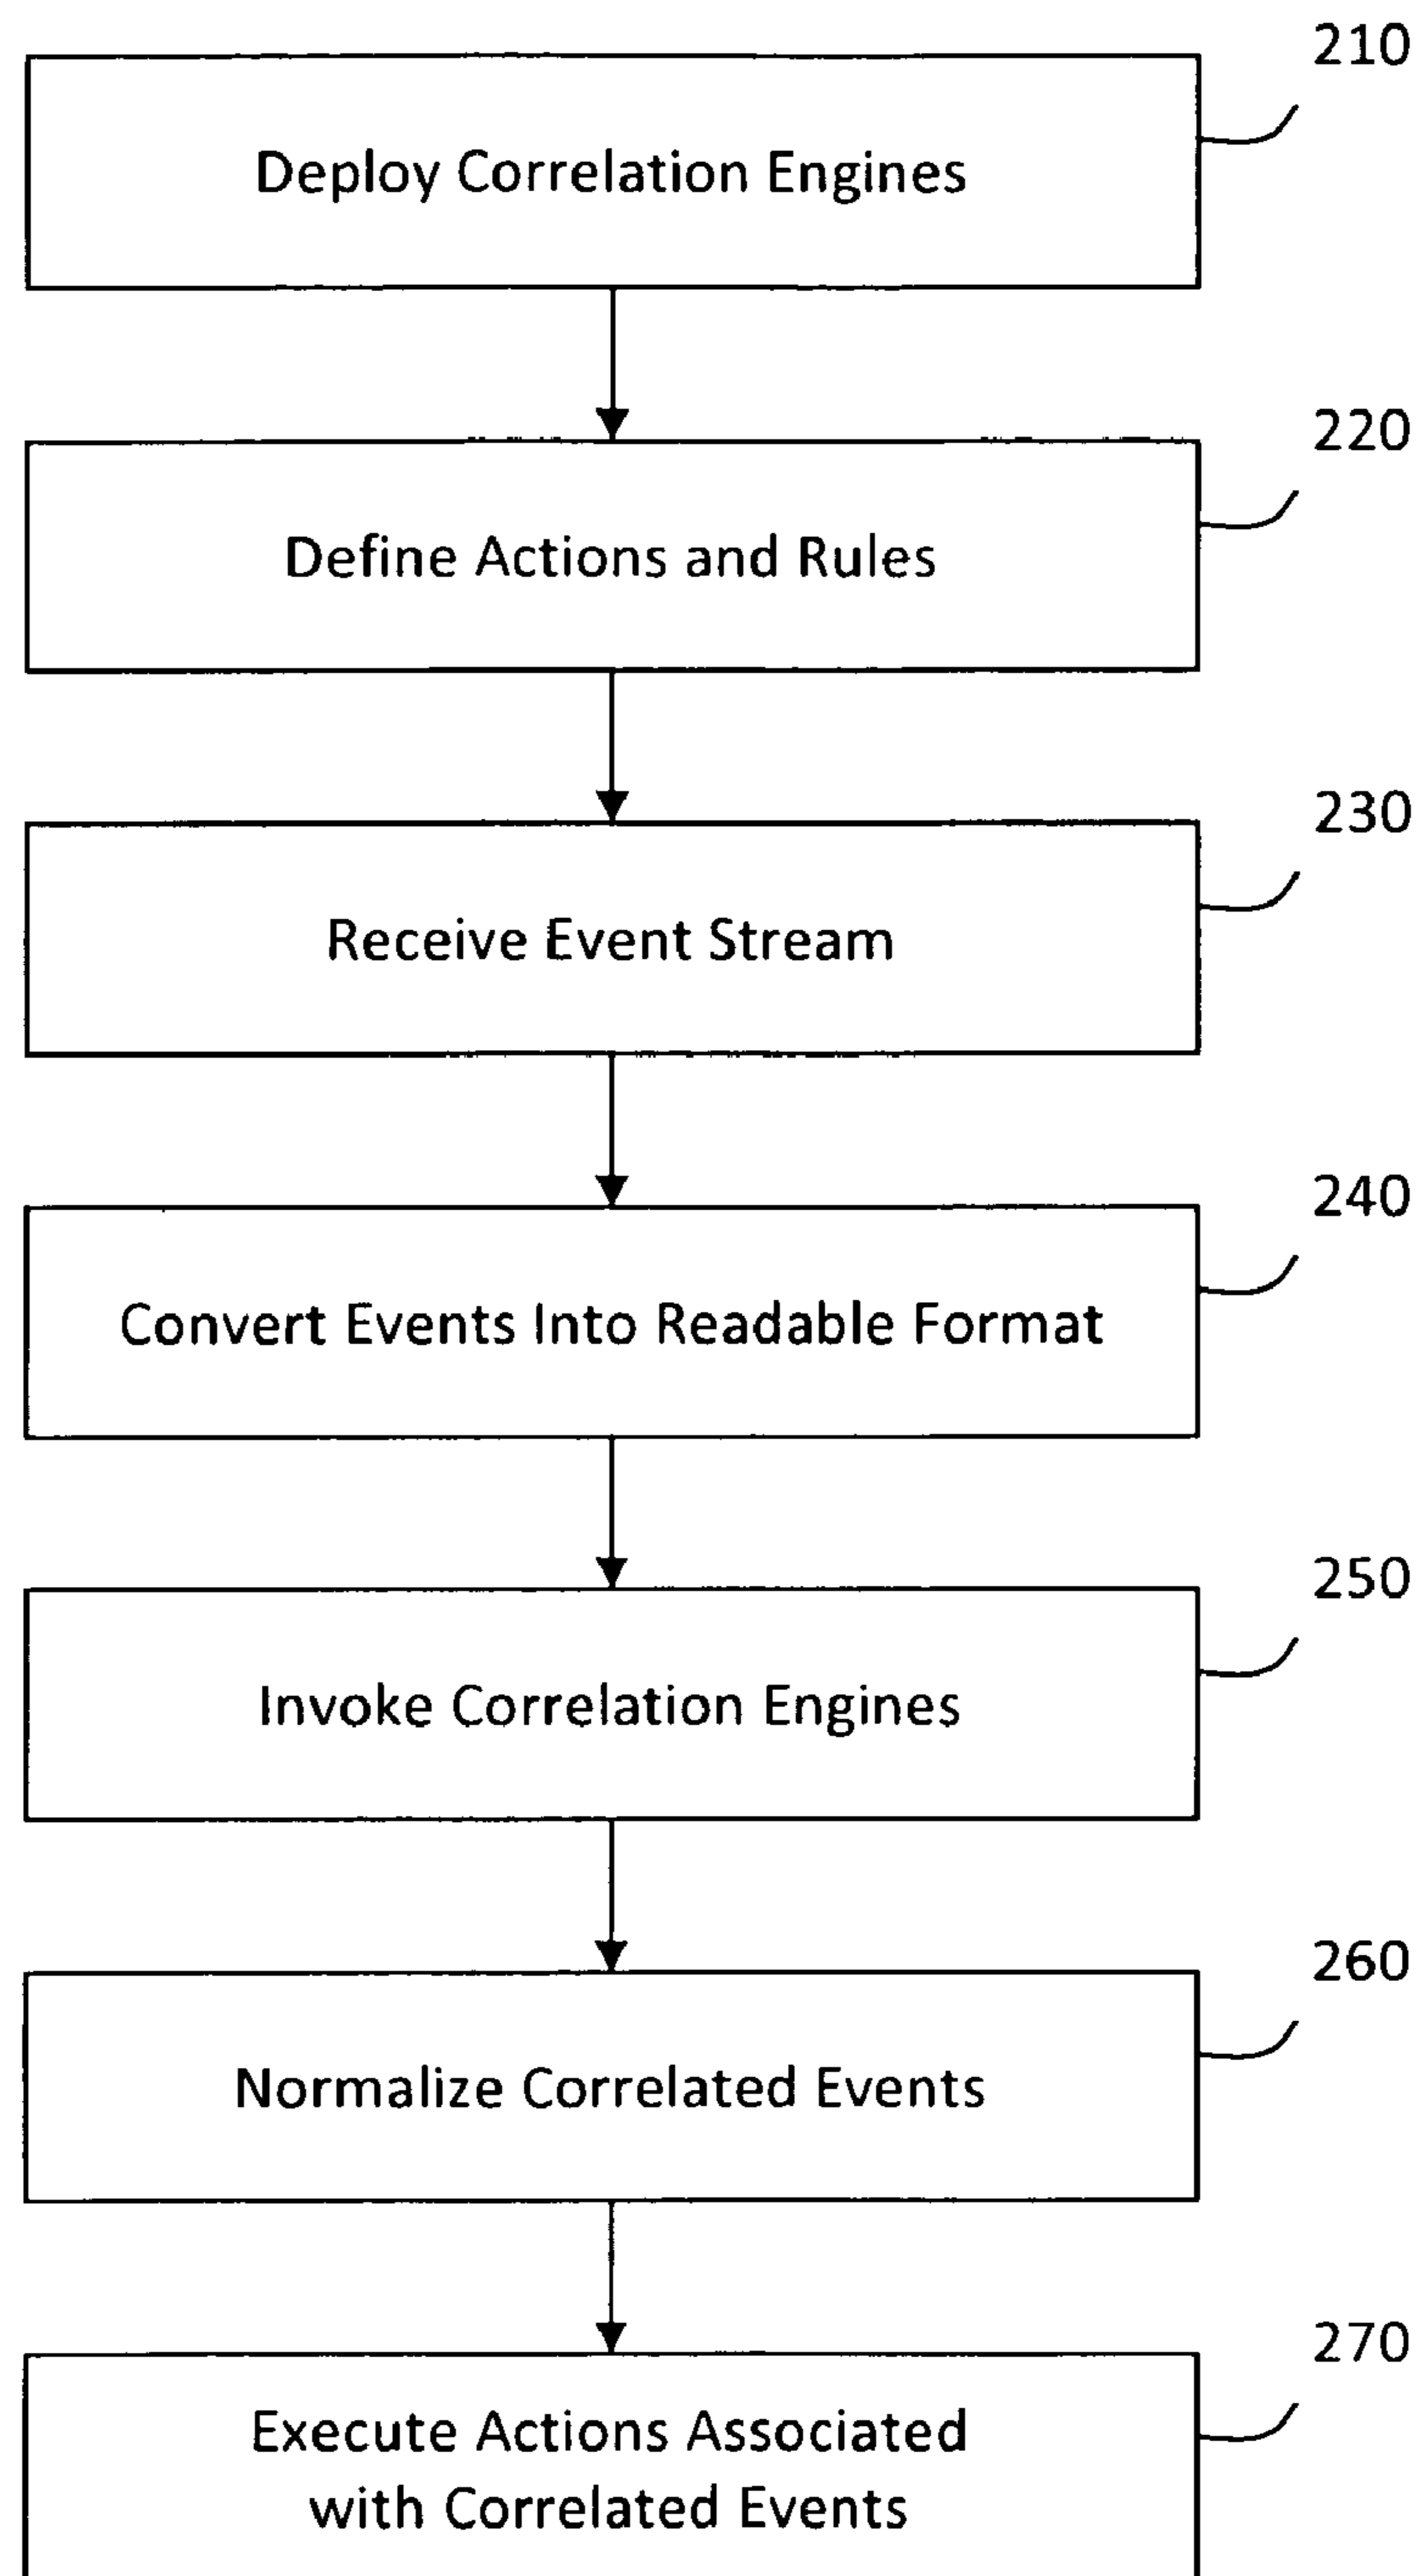 210
Deploy Correlation Engines
220
Define Actions and Rules
230
Receive Event Stream
240
Convert Events Into Readable Format
250
Invoke Correlation Engines
260
Normalize Correlated Events
270
Execute Actions Associated
with Correlated Events